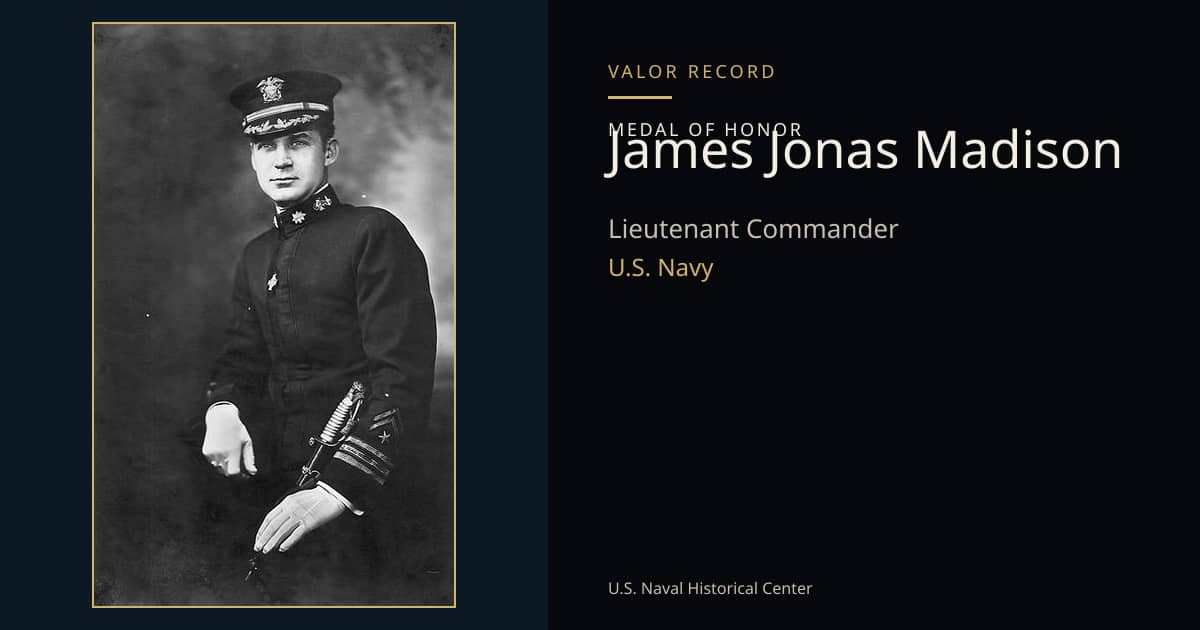 VALOR RECORD
MEDAL OF HONOR
James Jonas Madison
Lieutenant Commander
U.S. Navy
U.S. Naval Historical Center